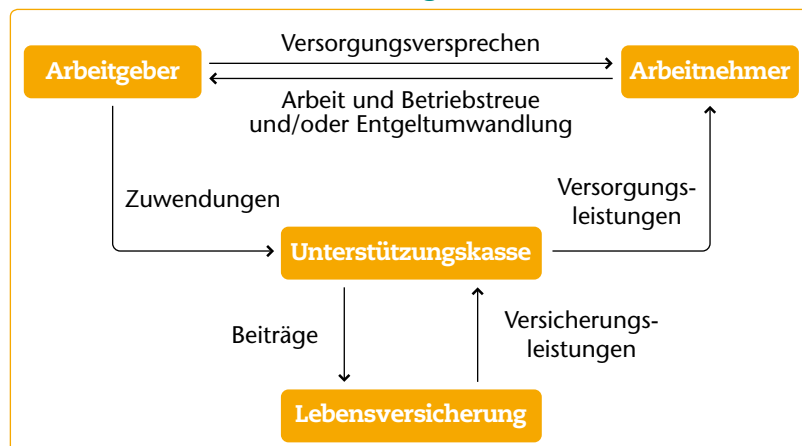 Versorgungsversprechen
Arbeitgeber
Arbeitnehmer
Arbeit und Betriebstreue
und/oder Entgeltumwandlung
Zuwendungen
Versorgungs-
leistungen
Unterstützungskasse
Beiträge
Versicherungs-
leistungen
Lebensversicherung